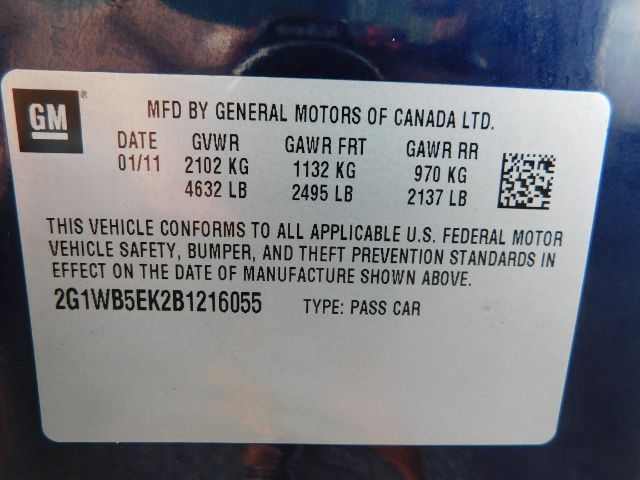 GM®
MFD BY GENERAL MOTORS OF CANADA LTD.
DATE GVWR GAWR FRT GAWR RR
01/11 2102 KG 1132 KG 970 KG
4632 LB 2495 LB 2137 LB
THIS VEHICLE CONFORMS TO ALL APPLICABLE U.S. FEDERAL MOTOR
VEHICLE SAFETY, BUMPER, AND THEFT PREVENTION STANDARDS IN
EFFECT ON THE DATE OF MANUFACTURE SHOWN ABOVE.
2G1WB5EK2B1216055 TYPE: PASS CAR